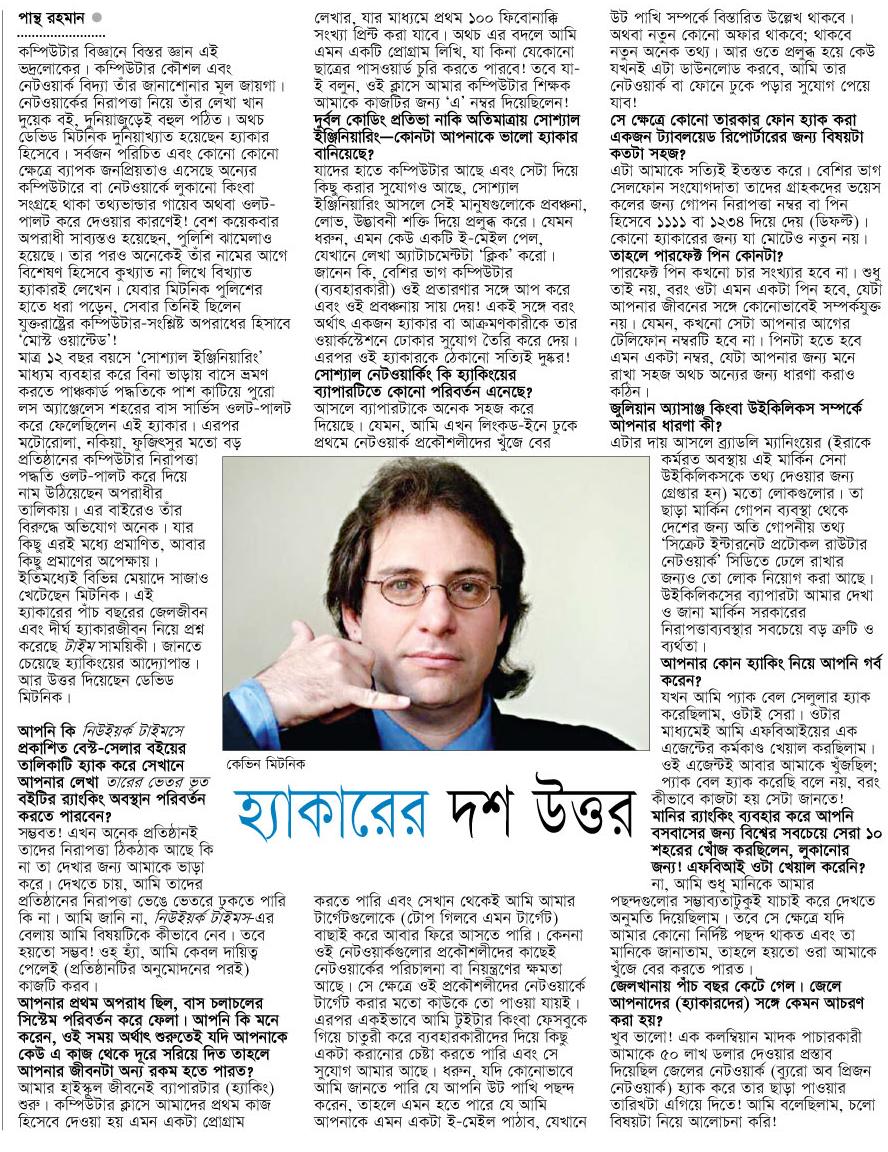 পান্থ রহমান ●
কম্পিউটার বিজ্ঞানে বিস্তর জ্ঞান এই
ভদ্রলোকের। কম্পিউটার কৌশল এবং
নেটওয়ার্ক বিদ্যা তাঁর জানাশোনার মূল জায়গা।
নেটওয়ার্কের নিরাপত্তা নিয়ে তাঁর লেখা খান
দুয়েক বই, দুনিয়াজুড়েই বহুল পঠিত। অথচ
ডেভিড মিটনিক দুনিয়াখ্যাত হয়েছেন হ্যাকার
হিসেবে। সর্বজন পরিচিত এবং কোনো কোনো
ক্ষেত্রে ব্যাপক জনপ্রিয়তাও এসেছে অন্যের
কম্পিউটারে বা নেটওয়ার্কে লুকানো কিংবা
সংগ্রহে থাকা তথ্যভান্ডার গায়েব অথবা ওলট-
পালট করে দেওয়ার কারণেই! বেশ কয়েকবার
অপরাধী সাব্যস্তও হয়েছেন, পুলিশি ঝামেলাও
হয়েছে। তার পরও অনেকেই তাঁর নামের আগে
বিশেষণ হিসেবে কুখ্যাত না লিখে বিখ্যাত
হ্যাকারই লেখেন। যেবার মিটনিক পুলিশের
হাতে ধরা পড়েন, সেবার তিনিই ছিলেন
যুক্তরাষ্ট্রের কম্পিউটার-সংশ্লিষ্ট অপরাধের হিসাবে
‘মোস্ট ওয়ান্টেড’!
মাত্র ১২ বছর বয়সে ‘সোশ্যাল ইঞ্জিনিয়ারিং’
মাধ্যম ব্যবহার করে বিনা ভাড়ায় বাসে ভ্রমণ
করতে পাঞ্চকার্ড পদ্ধতিকে পাশ কাটিয়ে পুরো
লস অ্যাঞ্জেলেস শহরের বাস সার্ভিস ওলট-পালট
করে ফেলেছিলেন এই হ্যাকার। এরপর
মটোরোলা, নকিয়া, ফুজিৎসুর মতো বড়
প্রতিষ্ঠানের কম্পিউটার নিরাপত্তা
পদ্ধতি ওলট-পালট করে দিয়ে
নাম উঠিয়েছেন অপরাধীর
তালিকায়। এর বাইরেও তাঁর
বিরুদ্ধে অভিযোগ অনেক। যার
কিছু এরই মধ্যে প্রমাণিত, আবার
কিছু প্রমাণের অপেক্ষায়।
ইতিমধ্যেই বিভিন্ন মেয়াদে সাজাও
খেটেছেন মিটনিক। এই
হ্যাকারের পাঁচ বছরের জেলজীবন
এবং দীর্ঘ হ্যাকারজীবন নিয়ে প্রশ্ন
করেছে টাইম সাময়িকী। জানতে
চেয়েছে হ্যাকিংয়ের আদ্যোপান্ত।
আর উত্তর দিয়েছেন ডেভিড
মিটনিক।
আপনি কি নিউইয়র্ক টাইমসে
প্রকাশিত বেস্ট-সেলার বইয়ের
তালিকাটি হ্যাক করে সেখানে
আপনার লেখা তারের ভেতর ভূত
বইটির র‌্যাংকিং অবস্থান পরিবর্তন
করতে পারবেন?
সম্ভবত! এখন অনেক প্রতিষ্ঠানই
তাদের নিরাপত্তা ঠিকঠাক আছে কি
না তা দেখার জন্য আমাকে ভাড়া
করে। দেখতে চায়, আমি তাদের
প্রতিষ্ঠানের নিরাপত্তা ভেঙে ভেতরে ঢুকতে পারি
কি না। আমি জানি না, নিউইয়র্ক টাইমস-এর
বেলায় আমি বিষয়টিকে কীভাবে নেব। তবে
হয়তো সম্ভব! ওহ্ হ্যাঁ, আমি কেবল দায়িত্ব
পেলেই (প্রতিষ্ঠানটির অনুমোদনের পরই)
কাজটি করব।
আপনার প্রথম অপরাধ ছিল, বাস চলাচলের
সিস্টেম পরিবর্তন করে ফেলা। আপনি কি মনে
করেন, ওই সময় অর্থাৎ শুরুতেই যদি আপনাকে
কেউ এ কাজ থেকে দূরে সরিয়ে দিত তাহলে
আপনার জীবনটা অন্য রকম হতে পারত?
আমার হাইস্কুল জীবনেই ব্যাপারটার (হ্যাকিং)
শুরু। কম্পিউটার ক্লাসে আমাদের প্রথম কাজ
হিসেবে দেওয়া হয় এমন একটা প্রোগ্রাম
লেখার, যার মাধ্যমে প্রথম ১০০ ফিবোনাক্কি
সংখ্যা প্রিন্ট করা যাবে। অথচ এর বদলে আমি
এমন একটি প্রোগ্রাম লিখি, যা কিনা যেকোনো
ছাত্রের পাসওয়ার্ড চুরি করতে পারবে! তবে যা-
ই বলুন, ওই ক্লাসে আমার কম্পিউটার শিক্ষক
আমাকে কাজটির জন্য ‘এ’ নম্বর দিয়েছিলেন!
দুর্বল কোডিং প্রতিভা নাকি অতিমাত্রায় সোশ্যাল
ইঞ্জিনিয়ারিং—কোনটা আপনাকে ভালো হ্যাকার
বানিয়েছে?
যাদের হাতে কম্পিউটার আছে এবং সেটা দিয়ে
কিছু করার সুযোগও আছে, সোশ্যাল
ইঞ্জিনিয়ারিং আসলে সেই মানুষগুলোকে প্রবঞ্চনা,
লোভ, উদ্ভাবনী শক্তি দিয়ে প্রলুব্ধ করে। যেমন
ধরুন, এমন কেউ একটি ই-মেইল পেল,
যেখানে লেখা অ্যাটাচমেন্টটা ‘ক্লিক’ করো।
জানেন কি, বেশির ভাগ কম্পিউটার
(ব্যবহারকারী) ওই প্রতারণার সঙ্গে আপ করে
এবং ওই প্রবঞ্চনায় সায় দেয়! একই সঙ্গে বরং
অর্থাৎ একজন হ্যাকার বা আক্রমণকারীকে তার
ওয়ার্কস্টেশনে ঢোকার সুযোগ তৈরি করে দেয়।
এরপর ওই হ্যাকারকে ঠেকানো সত্যিই দুষ্কর!
সোশ্যাল নেটওয়ার্কিং কি হ্যাকিংয়ের
ব্যাপারটিতে কোনো পরিবর্তন এনেছে?
আসলে ব্যাপারটাকে অনেক সহজ করে
দিয়েছে। যেমন, আমি এখন লিংকড-ইনে ঢুকে
প্রথমে নেটওয়ার্ক প্রকৌশলীদের খুঁজে বের
কেভিন মিটনিক
হ্যাকারের দশ উত্তর
করতে পারি এবং সেখান থেকেই আমি আমার
টার্গেটগুলোকে (টোপ গিলবে এমন টার্গেট)
বাছাই করে আবার ফিরে আসতে পারি। কেননা
ওই নেটওয়ার্কগুলোর প্রকৌশলীদের কাছেই
নেটওয়ার্কের পরিচালনা বা নিয়ন্ত্রণের ক্ষমতা
আছে। সে ক্ষেত্রে ওই প্রকৌশলীদের নেটওয়ার্কে
টার্গেট করার মতো কাউকে তো পাওয়া যায়ই।
এরপর একইভাবে আমি টুইটার কিংবা ফেসবুকে
গিয়ে চাতুরী করে ব্যবহারকারীদের দিয়ে কিছু
একটা করানোর চেষ্টা করতে পারি এবং সে
সুযোগ আমার আছে। ধরুন, যদি কোনোভাবে
আমি জানতে পারি যে আপনি উট পাখি পছন্দ
করেন, তাহলে এমন হতে পারে যে আমি
আপনাকে এমন একটা ই-মেইল পাঠাব, যেখানে
উট পাখি সম্পর্কে বিস্তারিত উল্লেখ থাকবে।
অথবা নতুন কোনো অফার থাকবে; থাকবে
নতুন অনেক তথ্য। আর ওতে প্রলুব্ধ হয়ে কেউ
যখনই এটা ডাউনলোড করবে, আমি তার
নেটওয়ার্ক বা ফোনে ঢুকে পড়ার সুযোগ পেয়ে
যাব!
সে ক্ষেত্রে কোনো তারকার ফোন হ্যাক করা
একজন ট্যাবলয়েড রিপোর্টারের জন্য বিষয়টা
কতটা সহজ?
এটা আমাকে সত্যিই ইতস্তত করে। বেশির ভাগ
সেলফোন সংযোগদাতা তাদের গ্রাহকদের ভয়েস
কলের জন্য গোপন নিরাপত্তা নম্বর বা পিন
হিসেবে ১১১১ বা ১২৩৪ দিয়ে দেয় (ডিফল্ট)।
কোনো হ্যাকারের জন্য যা মোটেও নতুন নয়।
তাহলে পারফেক্ট পিন কোনটা?
পারফেক্ট পিন কখনো চার সংখ্যার হবে না। শুধু
তাই নয়, বরং ওটা এমন একটা পিন হবে, যেটা
আপনার জীবনের সঙ্গে কোনোভাবেই সম্পর্কযুক্ত
নয়। যেমন, কখনো সেটা আপনার আগের
টেলিফোন নম্বরটি হবে না। পিনটা হতে হবে
এমন একটা নম্বর, যেটা আপনার জন্য মনে
রাখা সহজ অথচ অন্যের জন্য ধারণা করাও
কঠিন।
জুলিয়ান অ্যাসাঞ্জ কিংবা উইকিলিকস সম্পর্কে
আপনার ধারণা কী?
এটার দায় আসলে ব্র্যাডলি ম্যানিংয়ের (ইরাকে
কর্মরত অবস্থায় এই মার্কিন সেনা
উইকিলিকসকে তথ্য দেওয়ার জন্য
গ্রেপ্তার হন) মতো লোকগুলোর। তা
ছাড়া মার্কিন গোপন ব্যবস্থা থেকে
দেশের জন্য অতি গোপনীয় তথ্য
‘সিক্রেট ইন্টারনেট প্রটোকল রাউটার
নেটওয়ার্ক’ সিডিতে ঢেলে রাখার
জন্যও তো লোক নিয়োগ করা আছে।
উইকিলিকসের ব্যাপারটা আমার দেখা
ও জানা মার্কিন সরকারের
নিরাপত্তাব্যবস্থার সবচেয়ে বড় ত্রুটি ও
ব্যর্থতা।
আপনার কোন হ্যাকিং নিয়ে আপনি গর্ব
করেন?
যখন আমি প্যাক বেল সেলুলার হ্যাক
করেছিলাম, ওটাই সেরা। ওটার
মাধ্যমেই আমি এফবিআইয়ের এক
এজেন্টের কর্মকাণ্ড খেয়াল করছিলাম।
ওই এজেন্টই আবার আমাকে খুঁজছিল;
প্যাক বেল হ্যাক করেছি বলে নয়, বরং
কীভাবে কাজটা হয় সেটা জানতে!
মানির র‌্যাংকিং ব্যবহার করে আপনি
বসবাসের জন্য বিশ্বের সবচেয়ে সেরা ১০
শহরের খোঁজ করছিলেন, লুকানোর
জন্য! এফবিআই ওটা খেয়াল করেনি?
না, আমি শুধু মানিকে আমার
পছন্দগুলোর সম্ভাব্যতাটুকুই যাচাই করে দেখতে
অনুমতি দিয়েছিলাম। তবে সে ক্ষেত্রে যদি
আমার কোনো নির্দিষ্ট পছন্দ থাকত এবং তা
মানিকে জানাতাম, তাহলে হয়তো ওরা আমাকে
খুঁজে বের করতে পারত।
জেলখানায় পাঁচ বছর কেটে গেল। জেলে
আপনাদের (হ্যাকারদের) সঙ্গে কেমন আচরণ
করা হয়?
খুব ভালো! এক কলম্বিয়ান মাদক পাচারকারী
আমাকে ৫০ লাখ ডলার দেওয়ার প্রস্তাব
দিয়েছিল জেলের নেটওয়ার্ক (ব্যুরো অব প্রিজন
নেটওয়ার্ক) হ্যাক করে তার ছাড়া পাওয়ার
তারিখটা এগিয়ে দিতে! আমি বলেছিলাম, চলো
বিষয়টা নিয়ে আলোচনা করি!